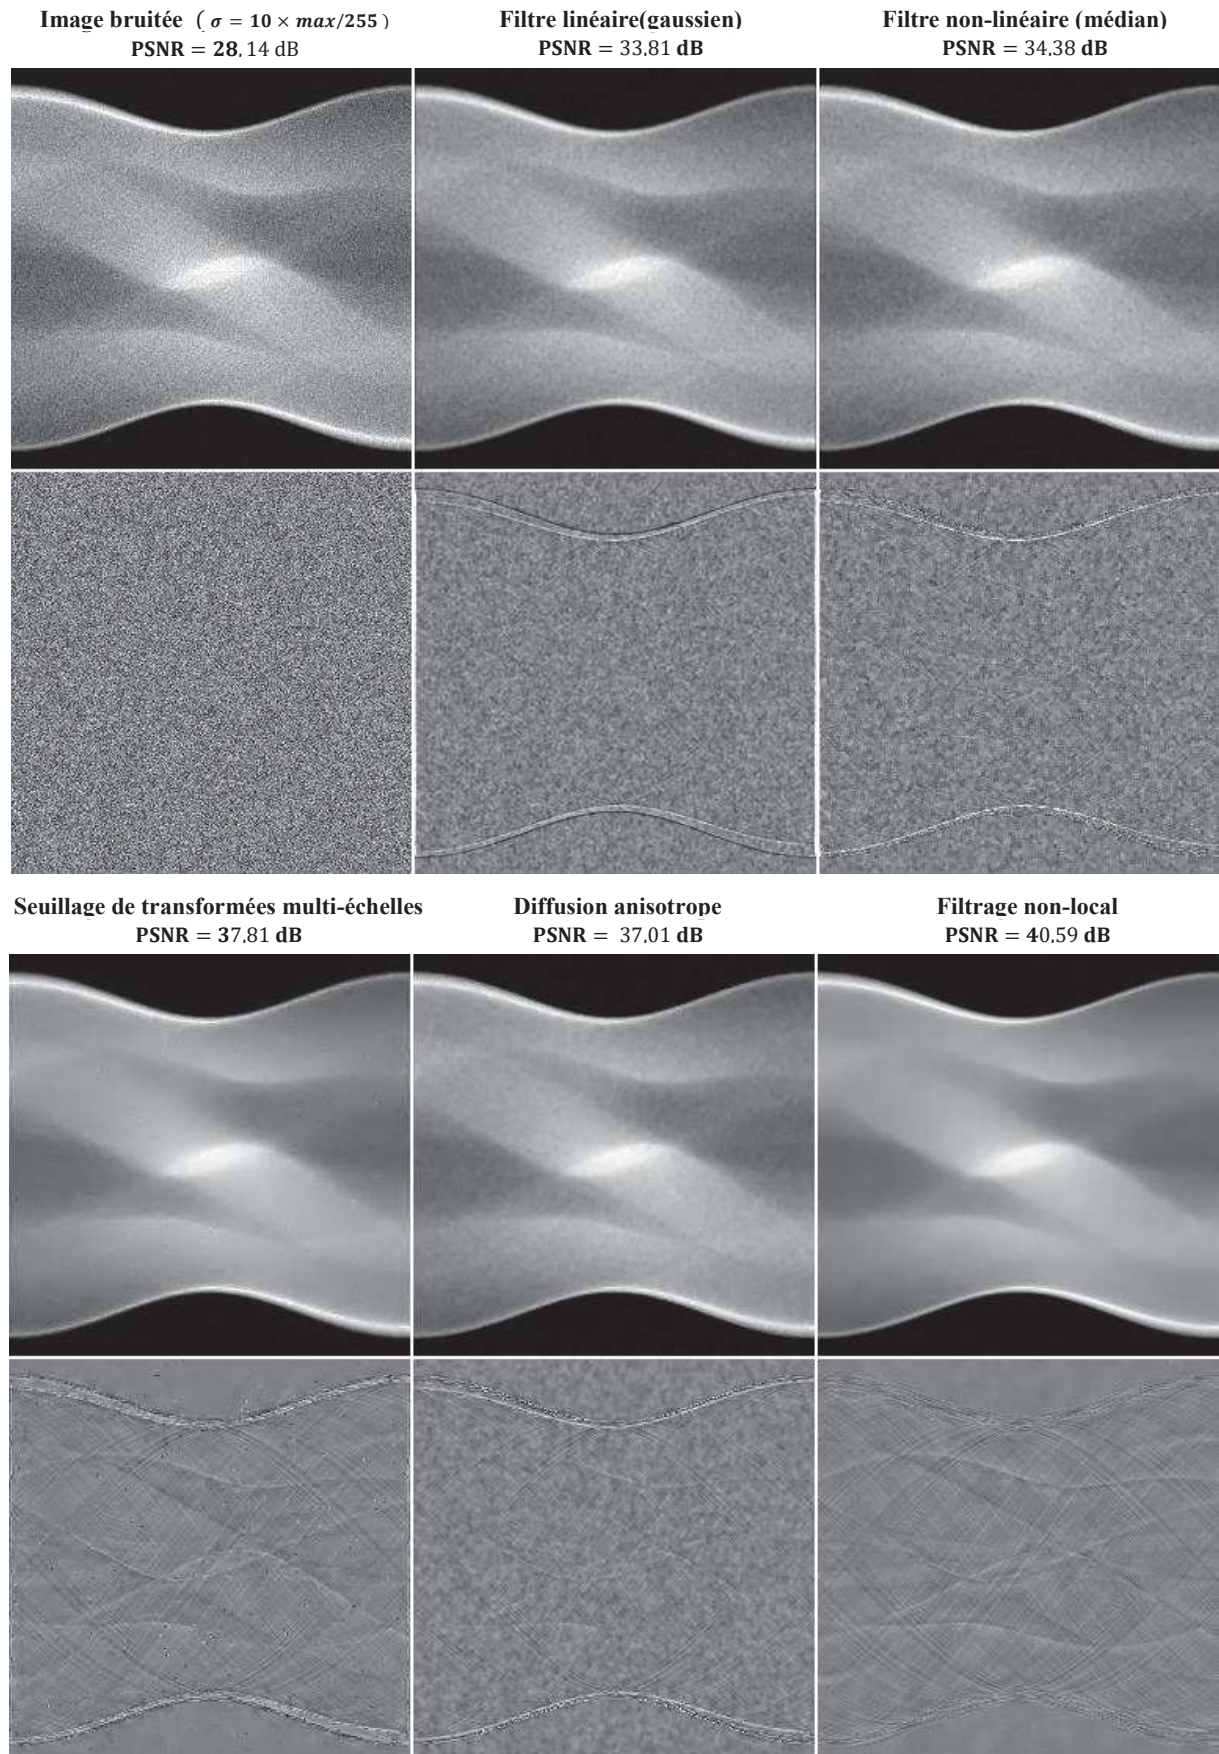 Image bruitée ( σ = 10 × max/255 )
PSNR = 28,14 dB
Filtre linéaire(gaussien)
PSNR = 33,81 dB
Filtre non-linéaire (médian)
PSNR = 34,38 dB
Seuillage de transformées multi-échelles
PSNR = 37,81 dB
Diffusion anisotrope
PSNR = 37,01 dB
Filtrage non-local
PSNR = 40,59 dB